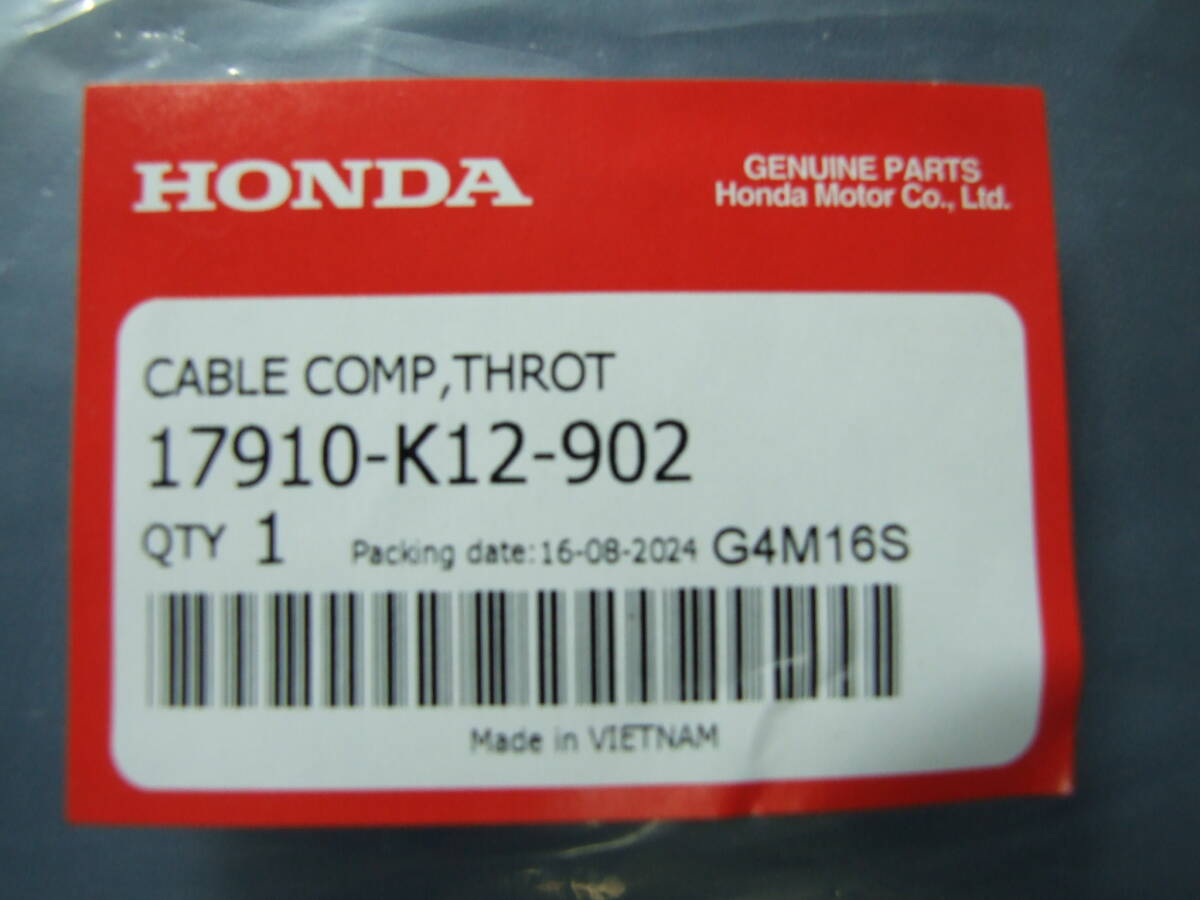 HONDA
GENUINE PARTS
Honda Motor Co., Ltd.
CABLE COMP,THROT
17910-K12-902
QTY 1 Packing date:16-08-2024 G4M16S
Made in VIETNAM